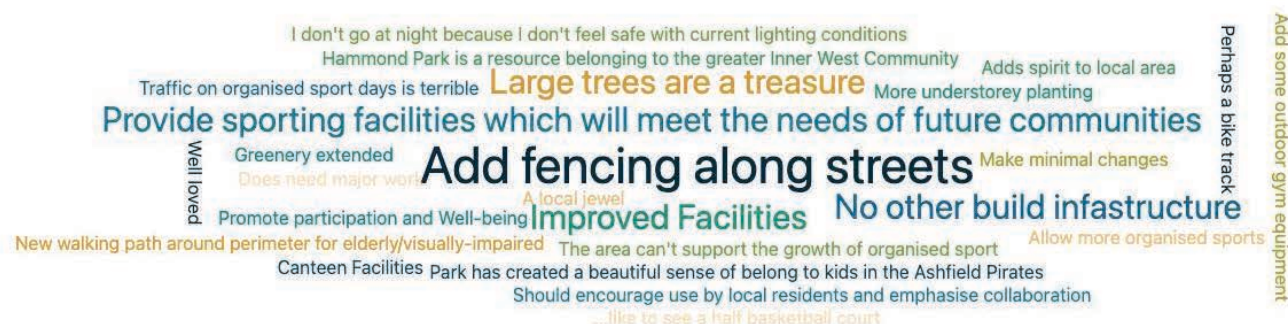 I don't go at night because I don't feel safe with current lighting conditions
Hammond Park is a resource belonging to the greater Inner West Community
Adds spirit to local area
Traffic on organised sport days is terrible
Large trees are a treasure
More understorey planting
Provide sporting facilities which will meet the needs of future communities
Perhaps a bike track
Add some outdoor gym equipment
Well loved
Greenery extended
Add fencing along streets
Make minimal changes
Does need major work
A local jewel
Promote participation and Well-being
Improved Facilities
No other build infastructure
New walking path around perimeter for elderly/visually-impaired
The area can't support the growth of organised sport
Allow more organised sports
Canteen Facilities
Park has created a beautiful sense of belong to kids in the Ashfield Pirates
Should encourage use by local residents and emphasise collaboration
...like to see a half basketball court